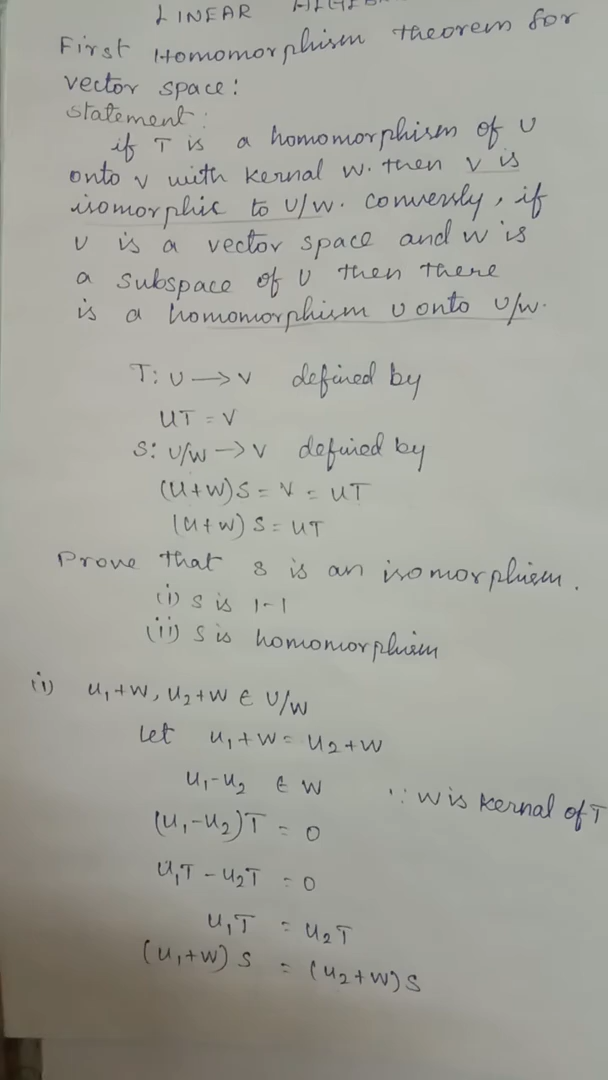 LINEAR
First Homomorphism theorem for
vector space:
statement:
if T is a homomorphism of U
onto V with kernal W. then V is
isomorphic to U/W. conversly, if
U is a vector space and W is
a subspace of U then there
is a homomorphism U onto U/W.
T: U → V defined by
UT = V
S: U/W → V defined by
(U+W)S = V = UT
(U+W) S = UT
Prove that S is an isomorphism.
(i) S is 1-1
(ii) S is homomorphism
(i) u₁+W, u₂+W ∈ U/W
Let u₁+W = u₂+W
u₁-u₂ ∈ W ∵ W is kernal of T
(u₁-u₂)T = 0
u₁T - u₂T = 0
u₁T = u₂T
(u₁+W) S = (u₂+W)S